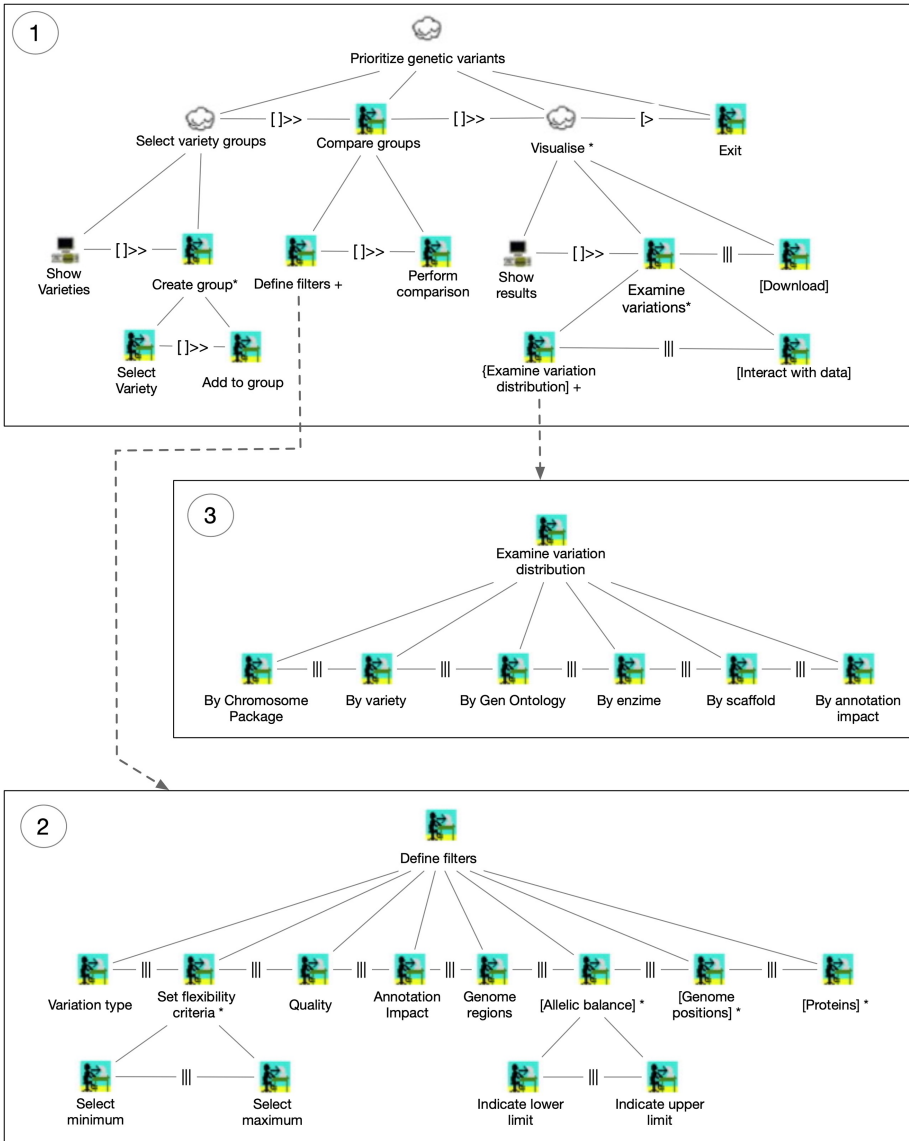 1
Prioritize genetic variants
[ ]>>
[ ]>>
[>
Select variety groups
Compare groups
Visualise *
Exit
[ ]>>
[ ]>>
[ ]>>
|||
Show
Varieties
Create group*
Define filters +
Perform
comparison
Show
results
Examine
variations*
[Download]
[ ]>>
|||
Select
Variety
Add to group
{Examine variation
distribution] +
[Interact with data]
3
Examine variation
distribution
||| ||| ||| ||| |||
By Chromosome
Package
By variety
By Gen Ontology
By enzime
By scaffold
By annotation
impact
2
Define filters
||| ||| ||| ||| ||| ||| |||
Variation type
Set flexibility
criteria *
Quality
Annotation
Impact
Genome
regions
[Allelic balance] *
[Genome
positions] *
[Proteins] *
|||
|||
Select
minimum
Select
maximum
Indicate lower
limit
Indicate upper
limit